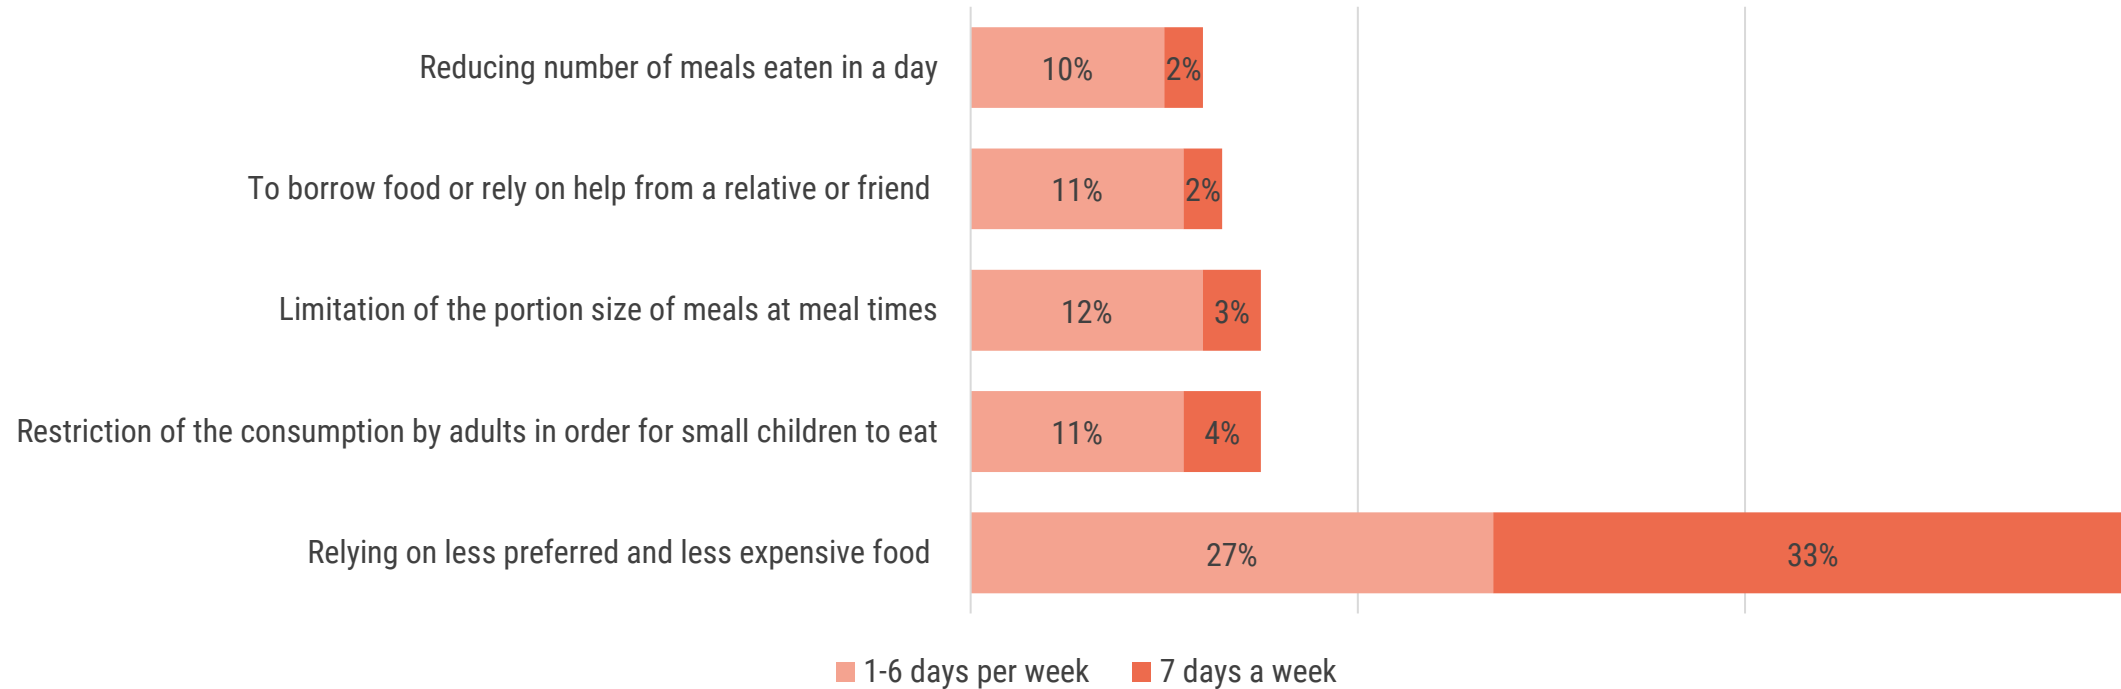 Reducing number of meals eaten in a day 10% 2%
To borrow food or rely on help from a relative or friend 11% 2%
Limitation of the portion size of meals at meal times 12% 3%
Restriction of the consumption by adults in order for small children to eat 11% 4%
Relying on less preferred and less expensive food 27% 33%
1-6 days per week 7 days a week